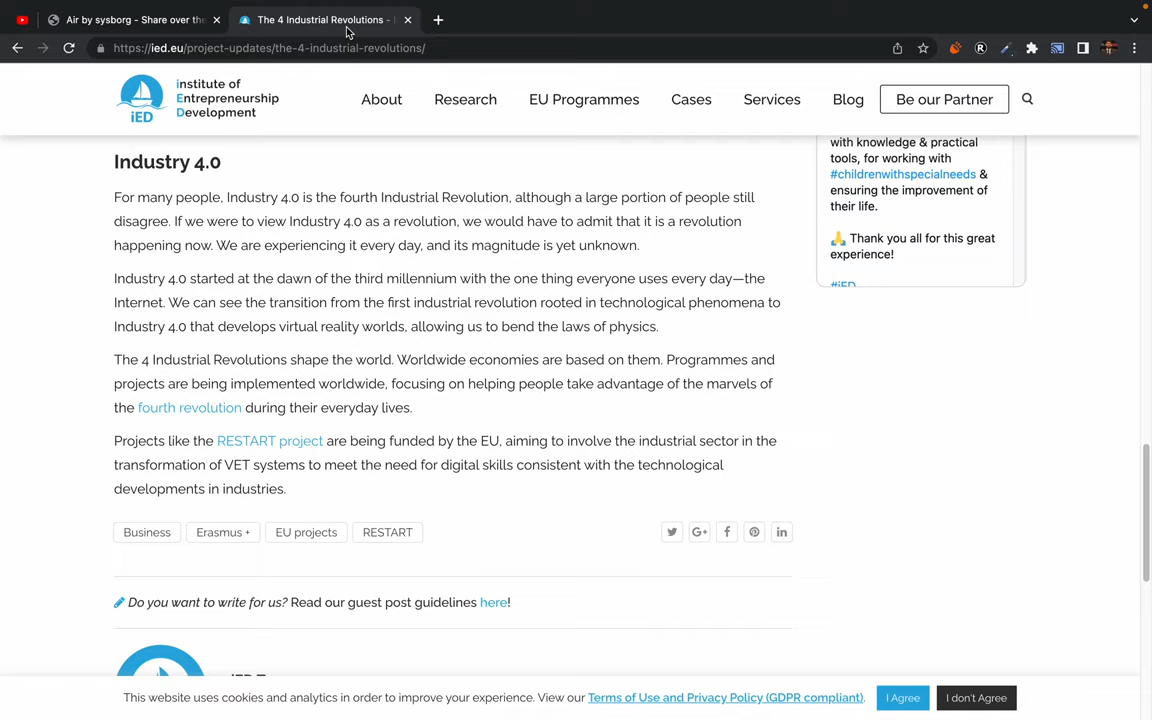 Air by sysborg - Share over the
The 4 Industrial Revolutions -
https://ied.eu/project-updates/the-4-industrial-revolutions/
iED
institute of
Entrepreneurship
Development
About
Research
EU Programmes
Cases
Services
Blog
Be our Partner
Industry 4.0
For many people, Industry 4.0 is the fourth Industrial Revolution, although a large portion of people still
disagree. If we were to view Industry 4.0 as a revolution, we would have to admit that it is a revolution
happening now. We are experiencing it every day, and its magnitude is yet unknown.
Industry 4.0 started at the dawn of the third millennium with the one thing everyone uses every day—the
Internet. We can see the transition from the first industrial revolution rooted in technological phenomena to
Industry 4.0 that develops virtual reality worlds, allowing us to bend the laws of physics.
The 4 Industrial Revolutions shape the world. Worldwide economies are based on them. Programmes and
projects are being implemented worldwide, focusing on helping people take advantage of the marvels of
the fourth revolution during their everyday lives.
Projects like the RESTART project are being funded by the EU, aiming to involve the industrial sector in the
transformation of VET systems to meet the need for digital skills consistent with the technological
developments in industries.
Business
Erasmus +
EU projects
RESTART
G+
Do you want to write for us? Read our guest post guidelines here!
with knowledge & practical
tools, for working with
#childrenwithspecialneeds &
ensuring the improvement of
their life.
🙏 Thank you all for this great
experience!
#iED
This website uses cookies and analytics in order to improve your experience. View our Terms of Use and Privacy Policy (GDPR compliant).
I Agree
I don't Agree